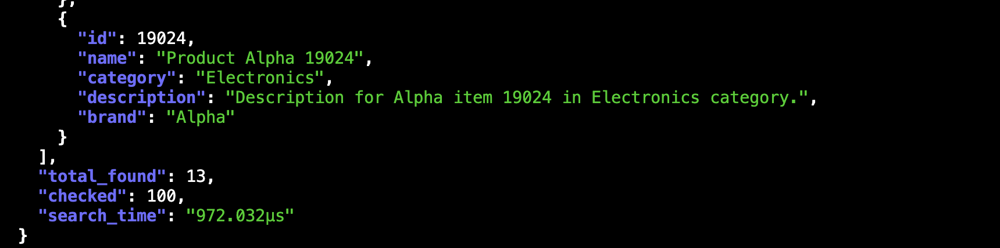 },
{
"id": 19024,
"name": "Product Alpha 19024",
"category": "Electronics",
"description": "Description for Alpha item 19024 in Electronics category.",
"brand": "Alpha"
}
],
"total_found": 13,
"checked": 100,
"search_time": "972.032µs"
}